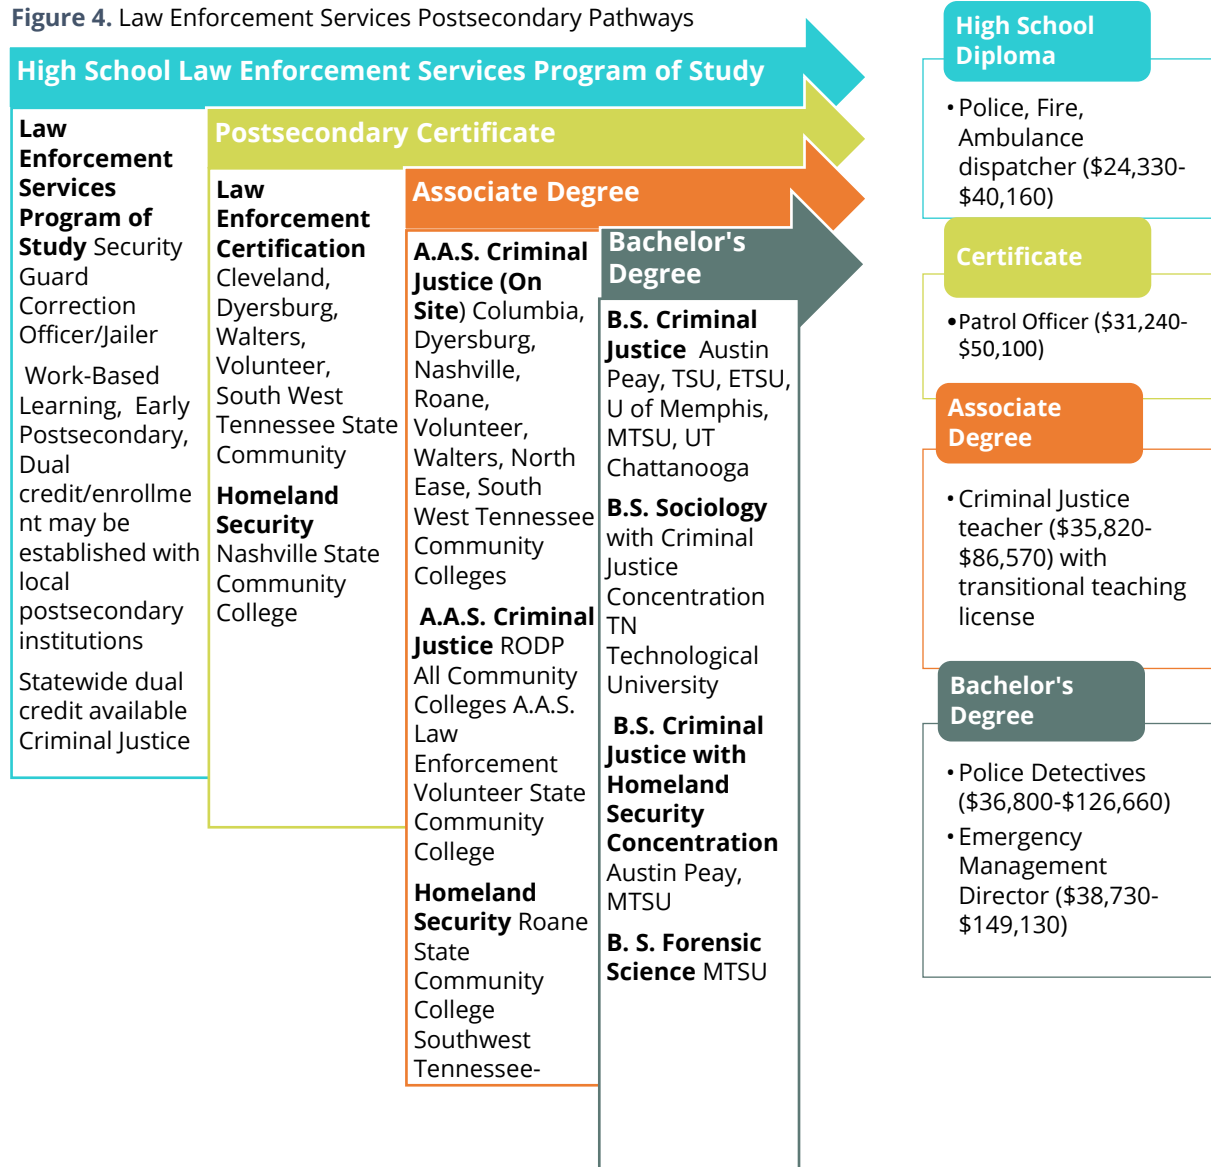 Figure 4. Law Enforcement Services Postsecondary Pathways
High School Law Enforcement Services Program of Study
Law
Enforcement
Services
Program of
Study Security
Guard
Correction
Officer/Jailer
Work-Based
Learning, Early
Postsecondary,
Dual
credit/enrollme
nt may be
established with
local
postsecondary
institutions
Statewide dual
credit available
Criminal Justice
Postsecondary Certificate
Law
Enforcement
Certification
Cleveland,
Dyersburg,
Walters,
Volunteer,
South West
Tennessee State
Community
Homeland
Security
Nashville State
Community
College
Associate Degree
A.A.S. Criminal
Justice (On
Site) Columbia,
Dyersburg,
Nashville,
Roane,
Volunteer,
Walters, North
Ease, South
West Tennessee
Community
Colleges
A.A.S. Criminal
Justice RODP
All Community
Colleges A.A.S.
Law
Enforcement
Volunteer State
Community
College
Homeland
Security Roane
State
Community
College
Southwest
Tennessee-
Bachelor's
Degree
B.S. Criminal
Justice Austin
Peay, TSU, ETSU,
U of Memphis,
MTSU, UT
Chattanooga
B.S. Sociology
with Criminal
Justice
Concentration
TN
Technological
University
B.S. Criminal
Justice with
Homeland
Security
Concentration
Austin Peay,
MTSU
B. S. Forensic
Science MTSU
High School
Diploma
• Police, Fire,
Ambulance
dispatcher ($24,330-
$40,160)
Certificate
•Patrol Officer ($31,240-
$50,100)
Associate
Degree
• Criminal Justice
teacher ($35,820-
$86,570) with
transitional teaching
license
Bachelor's
Degree
• Police Detectives
($36,800-$126,660)
• Emergency
Management
Director ($38,730-
$149,130)